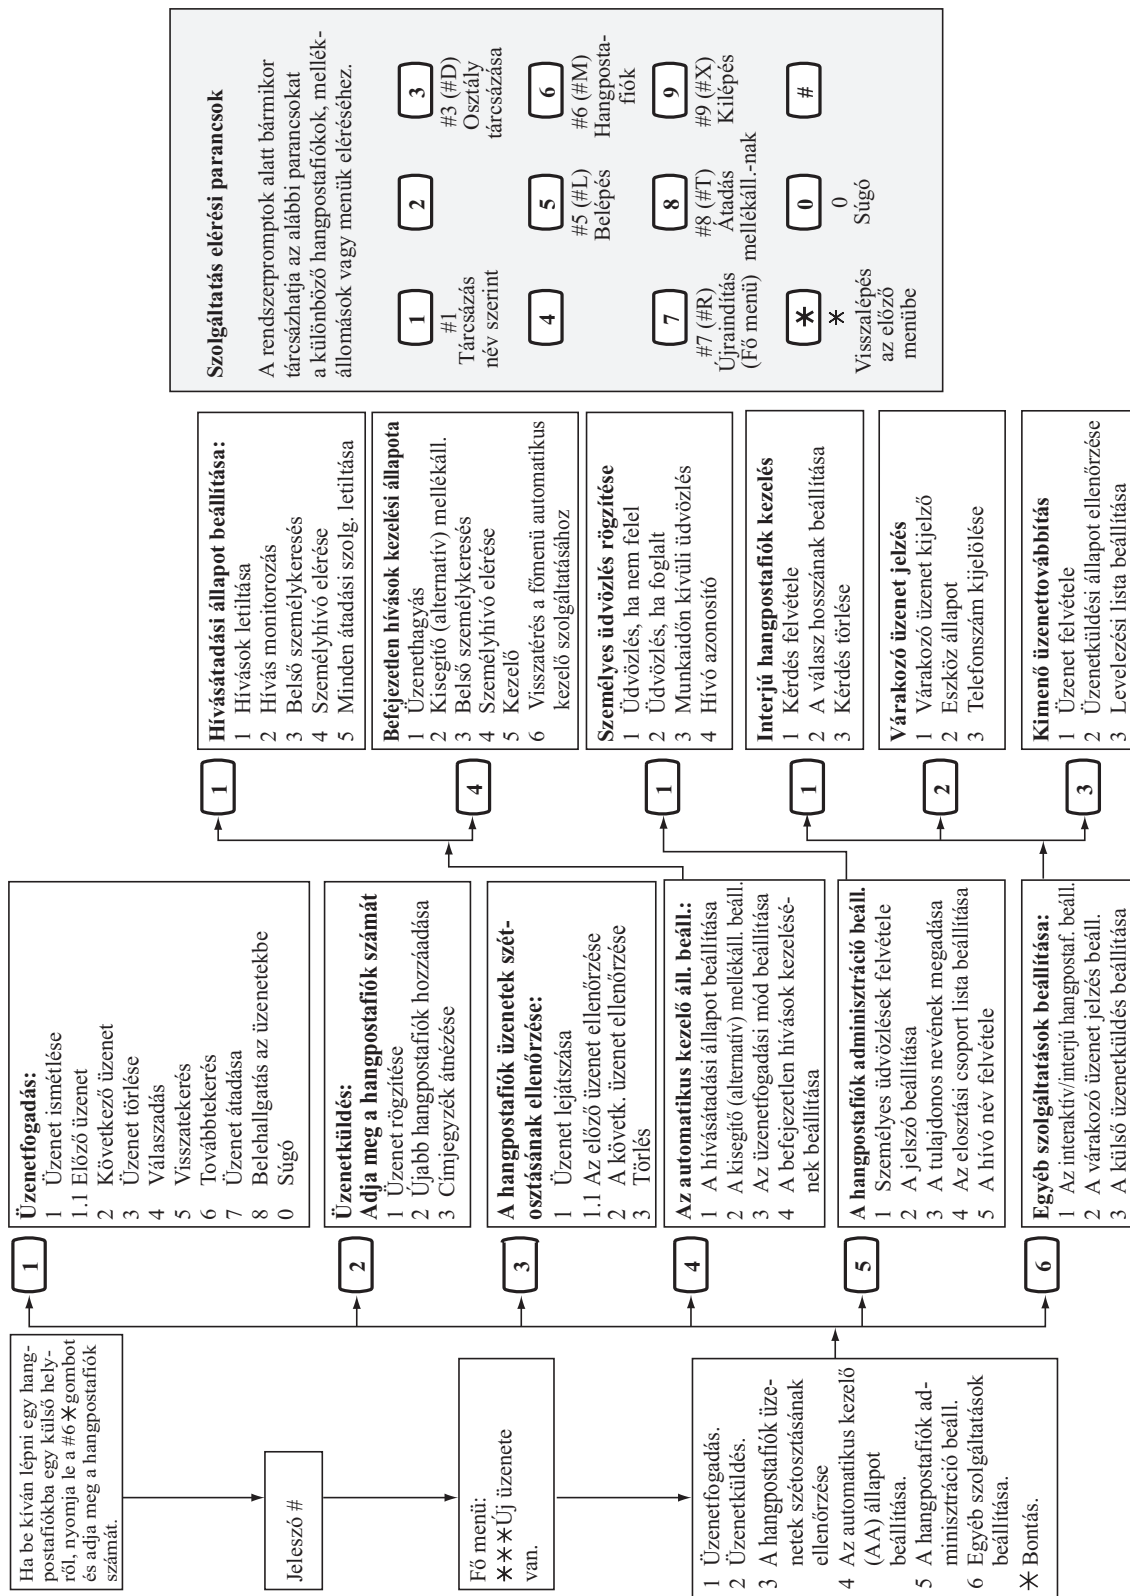 Ha be kíván lépni egy hang-
postafiókba egy külső hely-
ről, nyomja le a #6 * gombot
és adja meg a hangpostafiók
számát.
Jeleszó #
Fő menü:
***Új üzenete
van.
1 Üzenetfogadás.
2 Üzenetküldés.
3 A hangpostafiók üze-
netek szétosztásának
ellenőrzése
4 Az automatikus kezelő
(AA) állapot
beállítása.
5 A hangpostafiók ad-
minisztráció beáll.
6 Egyéb szolgáltatások
beállítása.
* Bontás.
1
Üzenetfogadás:
1 Üzenet ismétlése
1.1 Előző üzenet
2 Következő üzenet
3 Üzenet törlése
4 Válaszadás
5 Visszatekerés
6 Továbbtekerés
7 Üzenet átadása
8 Belehallgatás az üzenetekbe
0 Súgó
2
Üzenetküldés:
Adja meg a hangpostafiók számát
1 Üzenet rögzítése
2 Újabb hangpostafiók hozzáadása
3 Címjegyzék átnézése
3
A hangpostafiók üzenetek szét-
osztásának ellenőrzése:
1 Üzenet lejátszása
1.1 Az előző üzenet ellenőrzése
2 A követk. üzenet ellenőrzése
3 Törlés
4
Az automatikus kezelő áll. beáll.:
1 A hívásátadási állapot beállítása
2 A kisegítő (alternatív) mellékáll. beáll.
3 Az üzenetfogadási mód beállítása
4 A befejezetlen hívások kezelésé-
nek beállítása
5
A hangpostafiók adminisztráció beáll.
1 Személyes üdvözlések felvétele
2 A jelszó beállítása
3 A tulajdonos nevének megadása
4 Az elosztási csoport lista beállítása
5 A hívó név felvétele
6
Egyéb szolgáltatások beállítása:
1 Az interaktív/interjú hangpostaf. beáll.
2 A várakozó üzenet jelzés beáll.
3 A külső üzenetküldés beállítása
1
Hívásátadási állapot beállítása:
1 Hívások letiltása
2 Hívás monitorozás
3 Belső személykeresés
4 Személyhívó elérése
5 Minden átadási szolg. letiltása
4
Befejezetlen hívások kezelési állapota
1 Üzenethagyás
2 Kisegítő (alternatív) mellékáll.
3 Belső személykeresés
4 Személyhívó elérése
5 Kezelő
6 Visszatérés a főmenü automatikus
kezelő szolgáltatásához
1
Személyes üdvözlés rögzítése
1 Üdvözlés, ha nem felel
2 Üdvözlés, ha foglalt
3 Munkaidőn kívüli üdvözlés
4 Hívó azonosító
1
Interjú hangpostafiók kezelés
1 Kérdés felvétele
2 A válasz hosszának beállítása
3 Kérdés törlése
2
Várakozó üzenet jelzés
1 Várakozó üzenet kijelző
2 Eszköz állapot
3 Telefonszám kijelölése
3
Kimenő üzenettovábbítás
1 Üzenet felvétele
2 Üzenetküldési állapot ellenőrzése
3 Levelezési lista beállítása
Szolgáltatás elérési parancsok
A rendszerpromptok alatt bármikor
tárcsázhatja az alábbi parancsokat
a különböző hangpostafiókok, mellék-
állomások vagy menük eléréséhez.
1
#1
Tárcsázás
név szerint
2
3
#3 (#D)
Osztály
tárcsázása
4
5
#5 (#L)
Belépés
6
#6 (#M)
Hangposta-
fiók
7
#7 (#R)
Újraindítás
(Fő menü)
8
#8 (#T)
Átadás
mellékáll.-nak
9
#9 (#X)
Kilépés
*
*
Visszalépés
az előző
menübe
0
0
Súgó
#